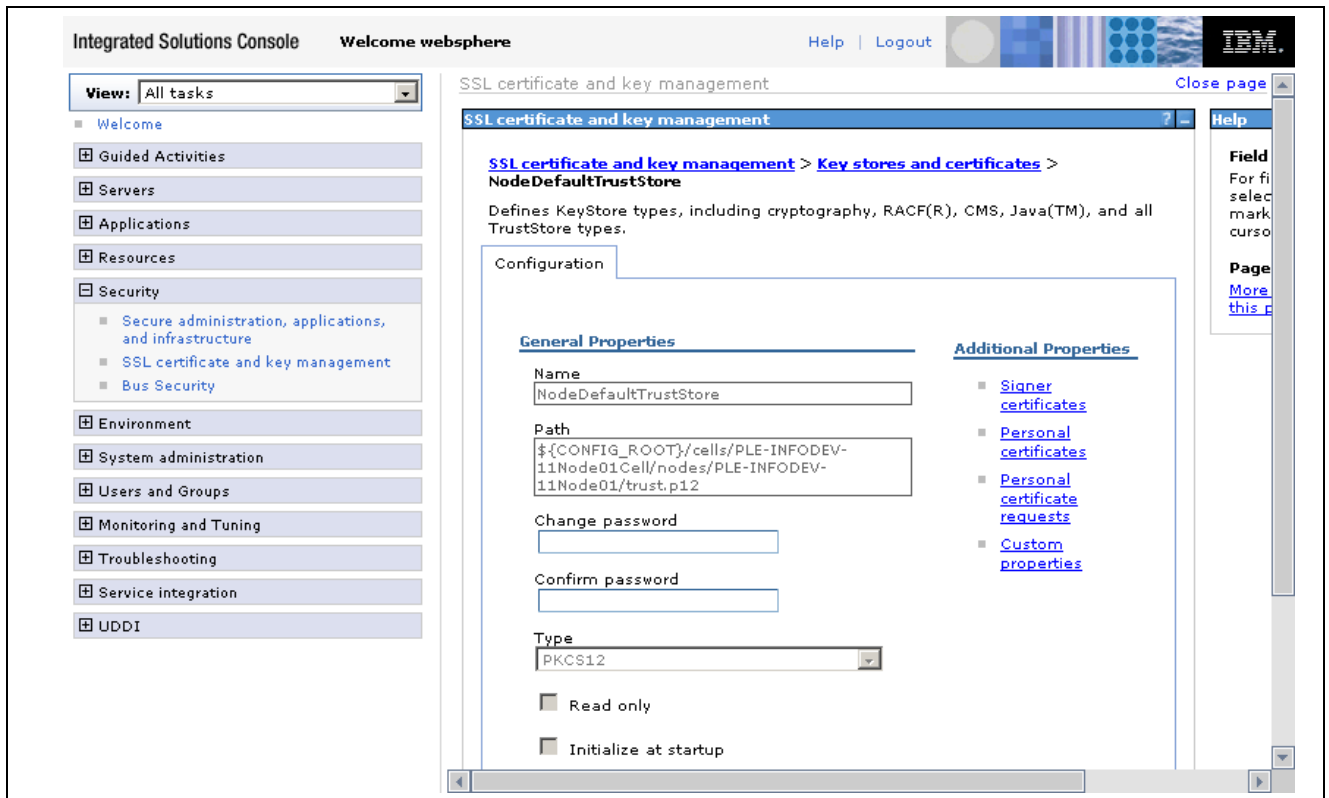 Integrated Solutions Console Welcome websphere Help | Logout IBM.
View: All tasks
Welcome
Guided Activities
Servers
Applications
Resources
Security
Secure administration, applications,
and infrastructure
SSL certificate and key management
Bus Security
Environment
System administration
Users and Groups
Monitoring and Tuning
Troubleshooting
Service integration
UDDI
SSL certificate and key management Close page
SSL certificate and key management ? –
SSL certificate and key management > Key stores and certificates >
NodeDefaultTrustStore
Defines KeyStore types, including cryptography, RACF(R), CMS, Java(TM), and all
TrustStore types.
Configuration
General Properties
Name
NodeDefaultTrustStore
Path
${CONFIG_ROOT}/cells/PLE-INFODEV-
11Node01Cell/nodes/PLE-INFODEV-
11Node01/trust.p12
Change password
Confirm password
Type
PKCS12
Read only
Initialize at startup
Additional Properties
Signer
certificates
Personal
certificates
Personal
certificate
requests
Custom
properties
Help
Field
For fi
selec
mark
curso
Page
More
this p